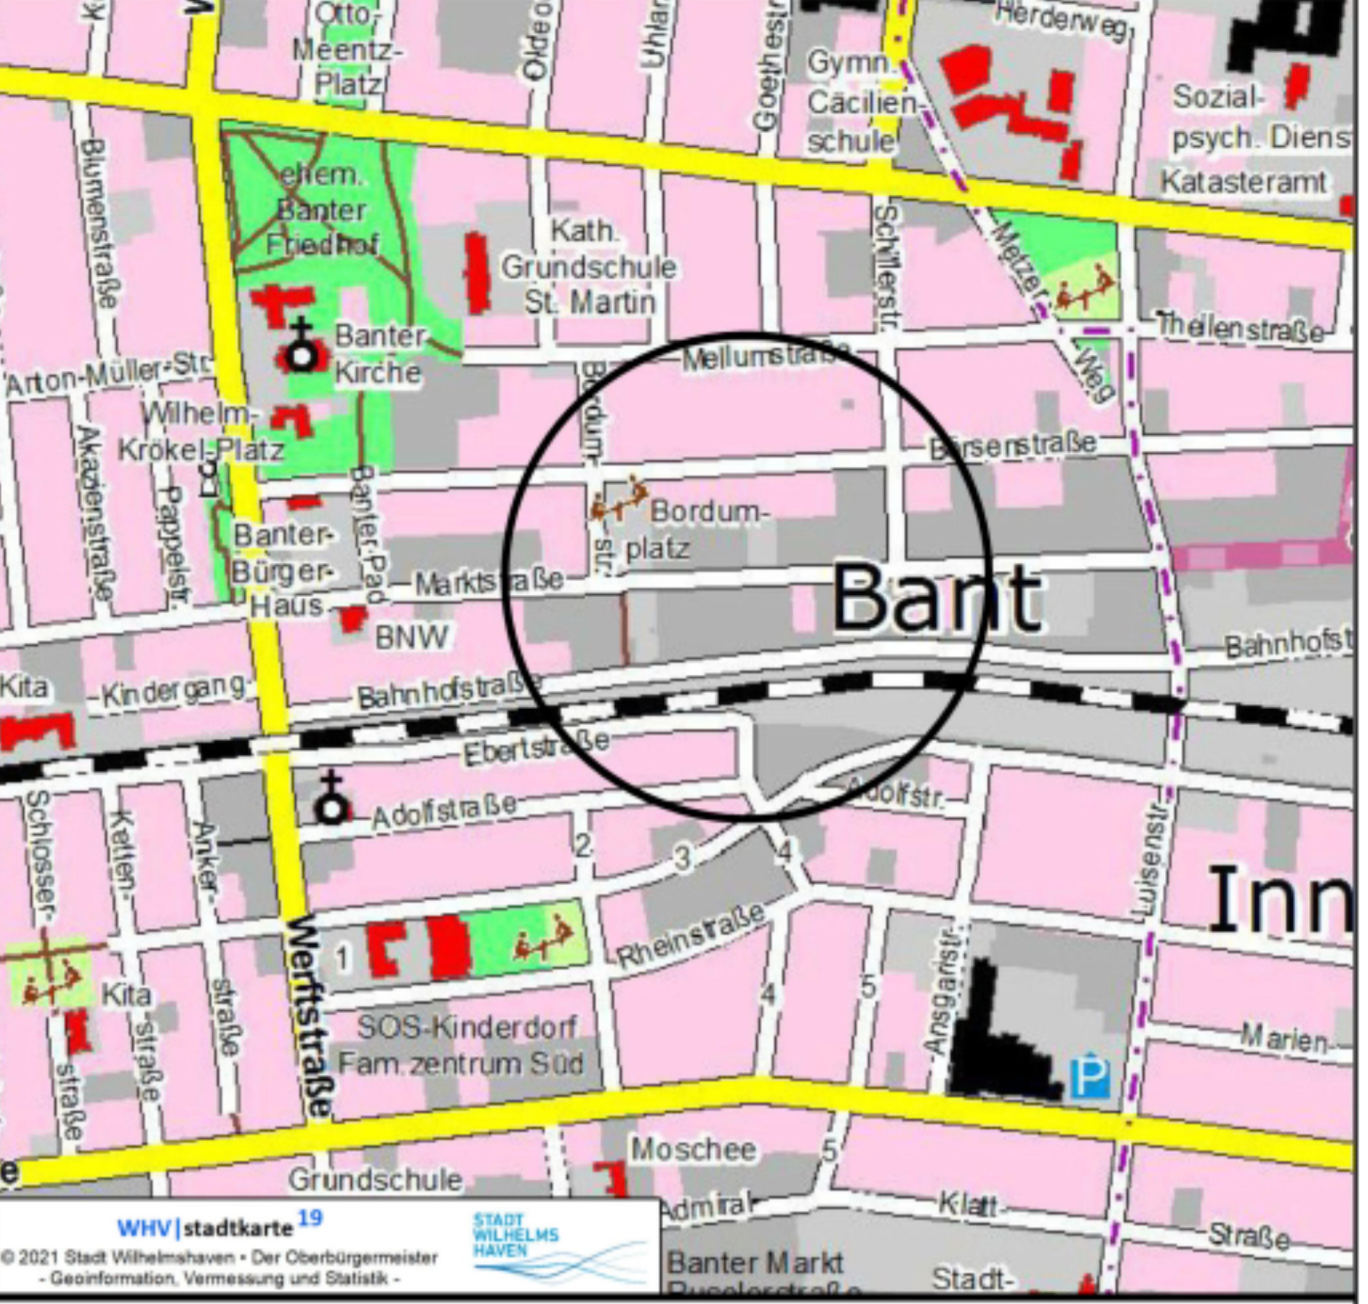 Otto-
Meentz-
Platz
Goethestr
Gymn.
Cäcilien-
schule
Herderweg
Sozial-
psych. Diens
Katasteramt
Blumenstraße
ehem.
Banter
Friedhof
Kath.
Grundschule
St. Martin
Schillerstr.
Metzer
Weg
Theilenstraße
Mellumstraße
Banter
Kirche
Arton-Müller-Str.
Wilhelm-
Krökel-Platz
Akazienstraße
Pappelstr.
Banter-Pad
Bordum-
str.
Börsenstraße
Bordum-
platz
Banter-
Bürger-
Haus
Marktstraße
BNW
Bant
Bahnhofst
Kita
Kindergang
Bahnhofstraße
Ebertstraße
Adolfstraße
Adolfstr.
Schlosser-
straße
Ketten-
straße
Anker-
straße
2
3
4
Luisenstr.
Inn
Werftstraße
1
Rheinstraße
Kita
4
5
Ansgaristr.
SOS-Kinderdorf
Fam.zentrum Süd
P
Marien-
Moschee
5
Grundschule
e
Admiral-
Klatt-
Straße
Banter Markt
Stadt-
WHV|stadtkarte 19
© 2021 Stadt Wilhelmshaven • Der Oberbürgermeister
- Geoinformation, Vermessung und Statistik -
STADT
WILHELMS
HAVEN